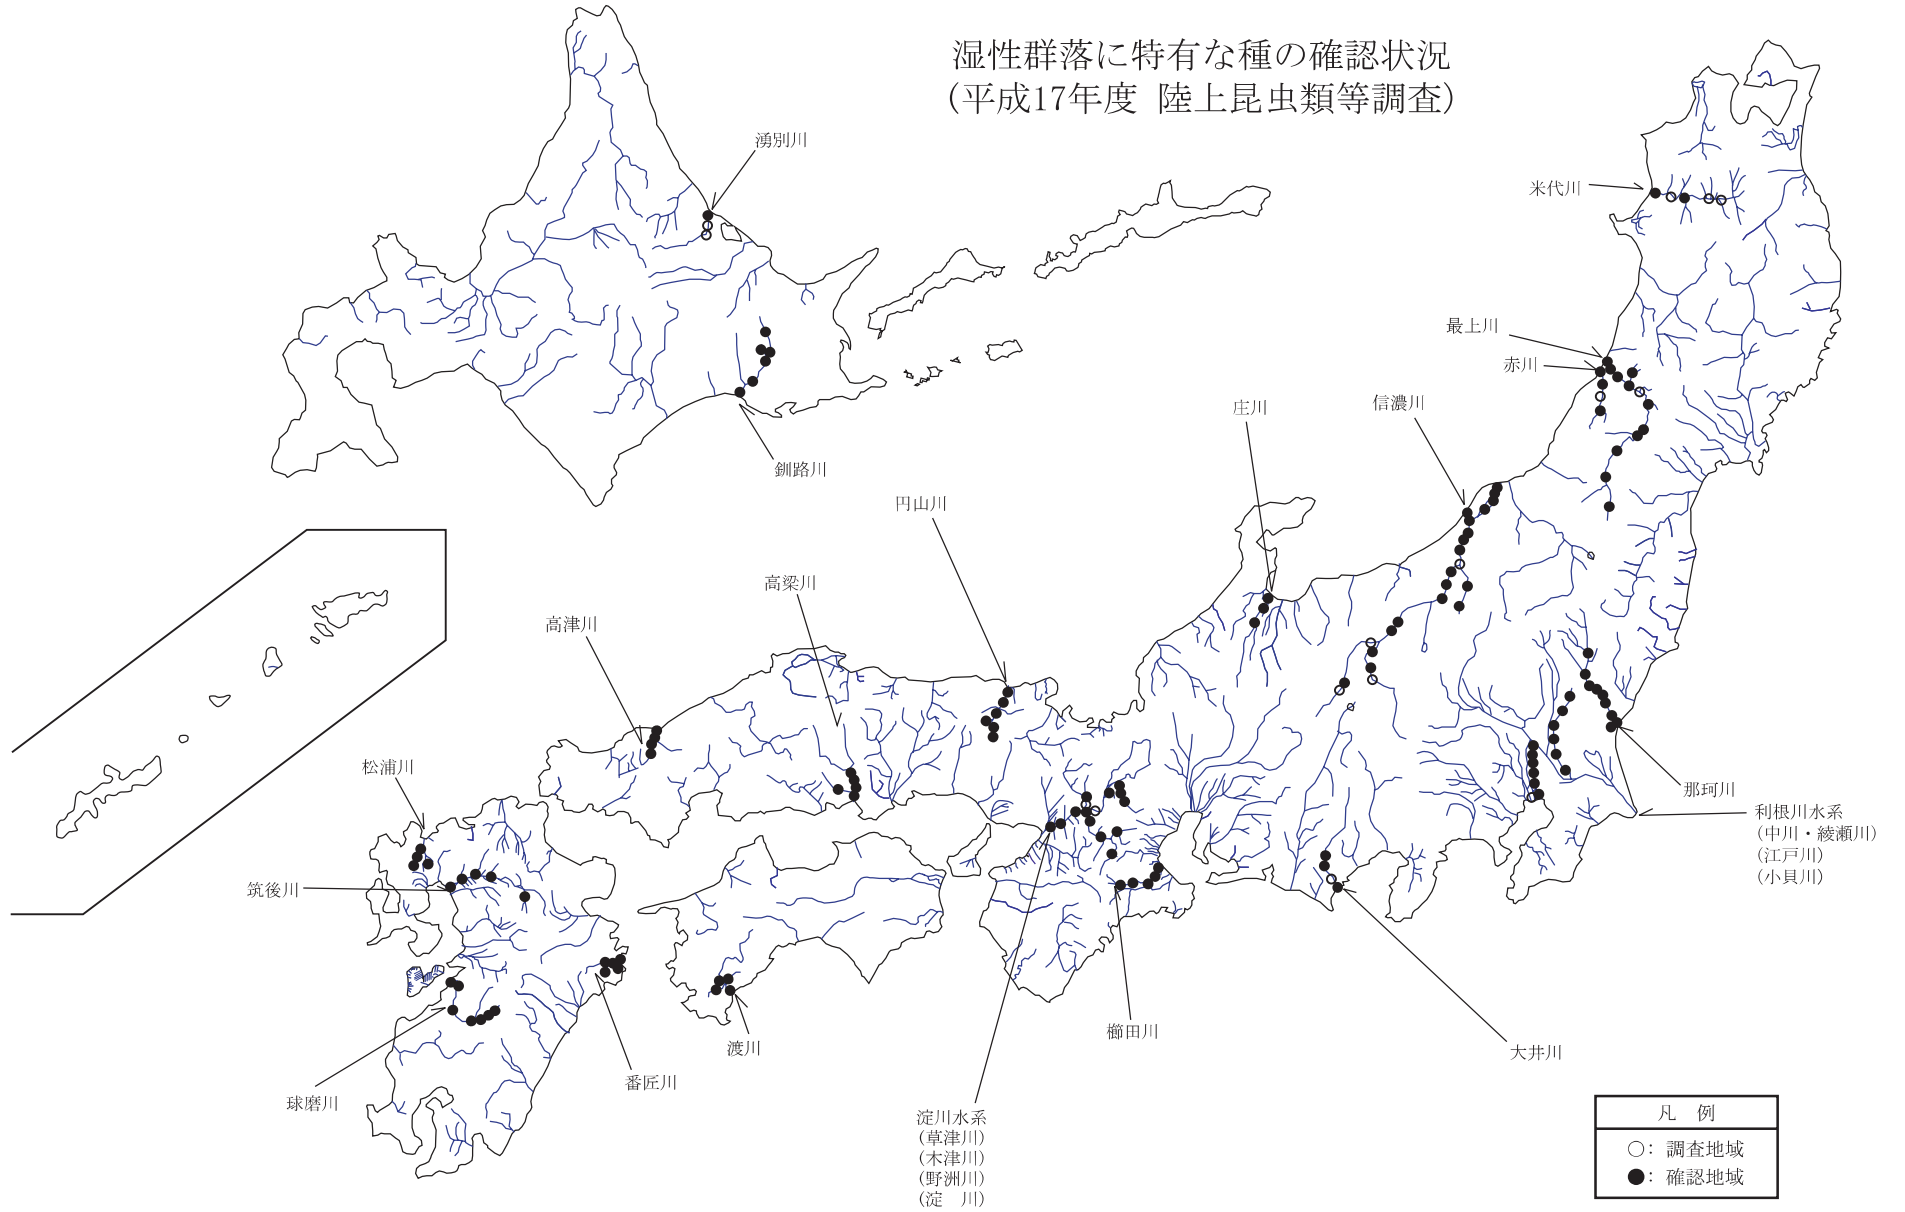 湿性群落に特有な種の確認状況
(平成17年度 陸上昆虫類等調査)
湧別川
米代川
最上川
赤川
庄川
信濃川
釧路川
円山川
高梁川
高津川
松浦川
那珂川
利根川水系
(中川・綾瀬川)
(江戸川)
(小貝川)
筑後川
櫛田川
渡川
大井川
番匠川
球磨川
淀川水系
(草津川)
(木津川)
(野洲川)
(淀　川)
凡　例
○： 調査地域
●： 確認地域